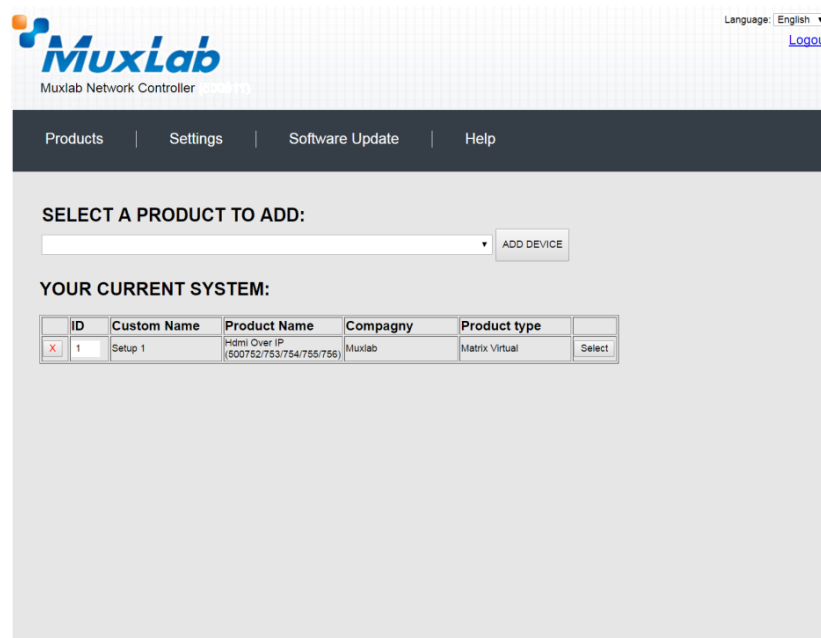 Language: English
Logou
MuxLab
Muxlab Network Controller
Products | Settings | Software Update | Help
SELECT A PRODUCT TO ADD:
ADD DEVICE
YOUR CURRENT SYSTEM:
ID Custom Name Product Name Compagny Product type
X 1 Setup 1 Hdmi Over IP (500752/753/754/755/756) Muxlab Matrix Virtual Select